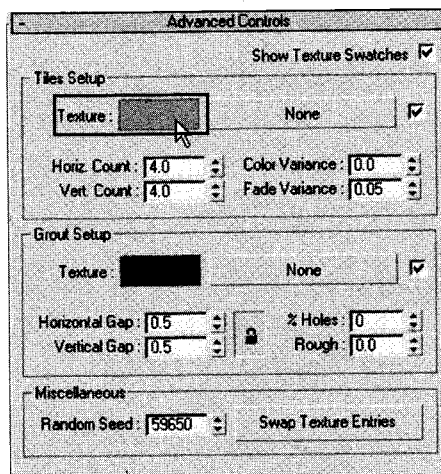 - Advanced Controls
Show Texture Swatches
Tiles Setup
Texture : None
Horiz. Count : 4.0 Color Variance : 0.0
Vert. Count : 4.0 Fade Variance : 0.05
Grout Setup
Texture : None
Horizontal Gap : 0.5 % Holes : 0
Vertical Gap : 0.5 Rough : 0.0
Miscellaneous
Random Seed : 59650 Swap Texture Entries